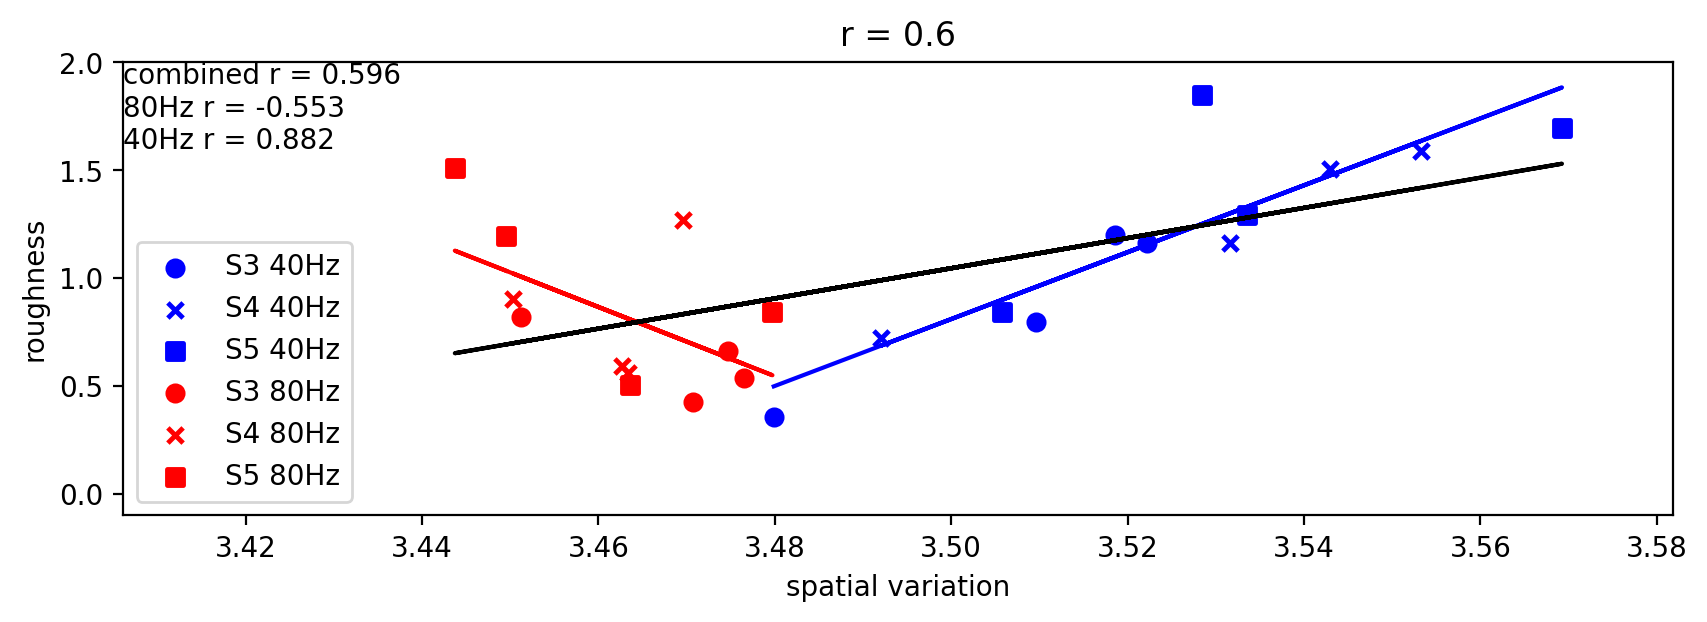 r = 0.6
combined r = 0.596
80Hz r = -0.553
40Hz r = 0.882
2.0
1.5
1.0
0.5
0.0
roughness
S3 40Hz
S4 40Hz
S5 40Hz
S3 80Hz
S4 80Hz
S5 80Hz
3.42 3.44 3.46 3.48 3.50 3.52 3.54 3.56 3.58
spatial variation